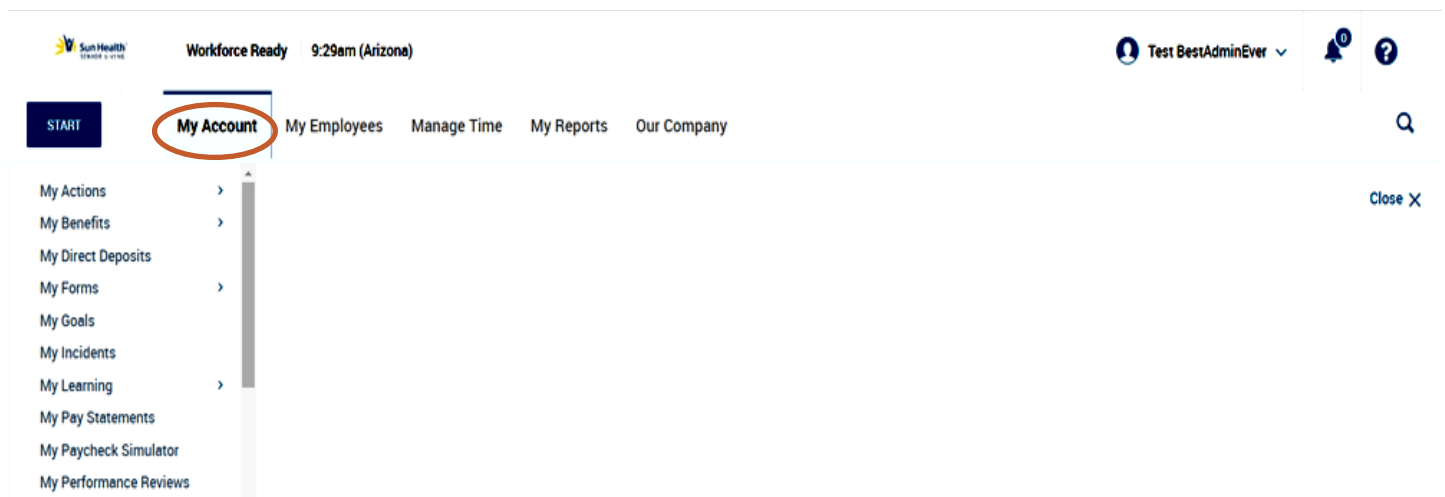 Sun Health
SENIOR LIVING
Workforce Ready
9:29am (Arizona)
Test BestAdminEver
0
?
START
My Account
My Employees
Manage Time
My Reports
Our Company
Close X
My Actions
My Benefits
My Direct Deposits
My Forms
My Goals
My Incidents
My Learning
My Pay Statements
My Paycheck Simulator
My Performance Reviews